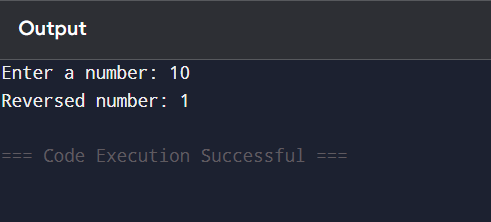 Output
Enter a number: 10
Reversed number: 1
=== Code Execution Successful ===